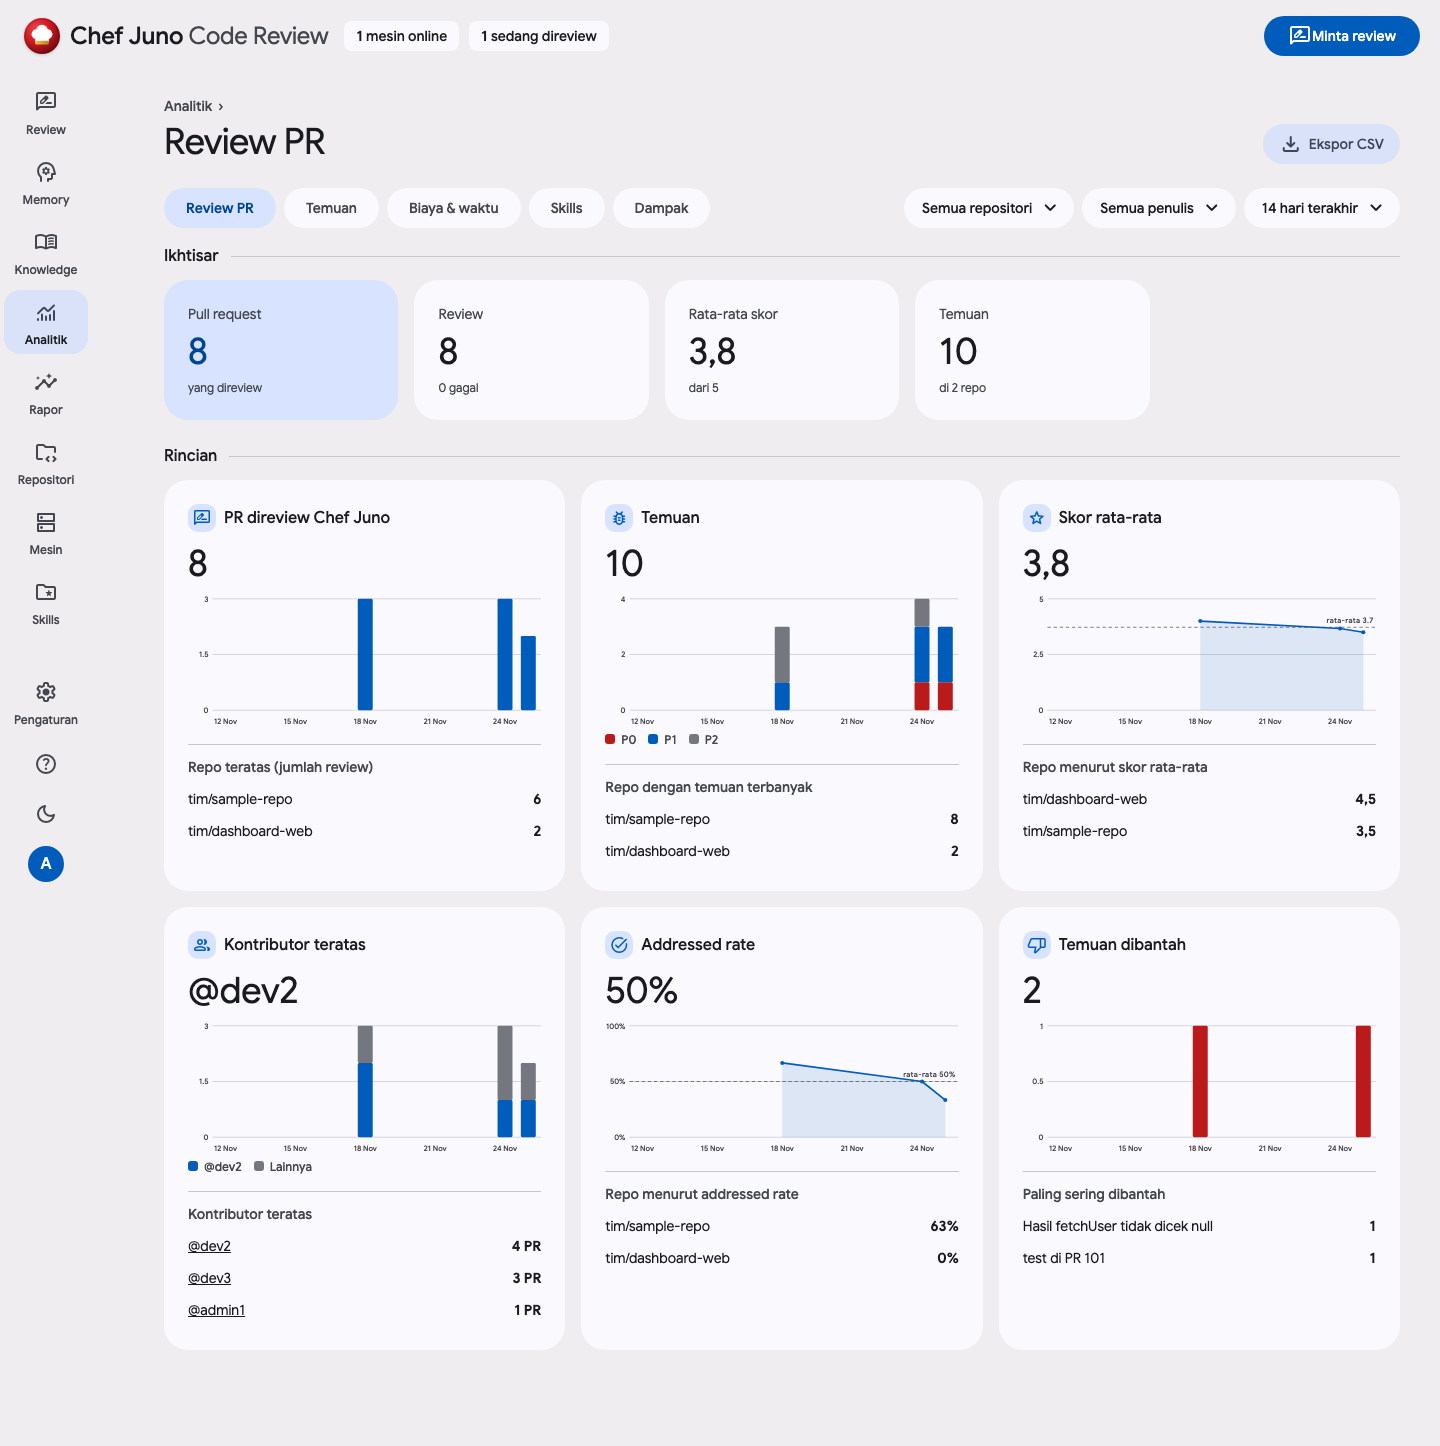 Chef Juno Code Review
1 mesin online
1 sedang direview
Minta review
Review
Memory
Knowledge
Analitik
Rapor
Repositori
Mesin
Skills
Pengaturan
A
Analitik ›
Review PR
Ekspor CSV
Review PR
Temuan
Biaya & waktu
Skills
Dampak
Semua repositori
Semua penulis
14 hari terakhir
Ikhtisar
Pull request
8
yang direview
Review
8
0 gagal
Rata-rata skor
3,8
dari 5
Temuan
10
di 2 repo
Rincian
PR direview Chef Juno
8
3
1.5
0
12 Nov
15 Nov
18 Nov
21 Nov
24 Nov
Repo teratas (jumlah review)
tim/sample-repo 6
tim/dashboard-web 2
Temuan
10
4
2
0
12 Nov
15 Nov
18 Nov
21 Nov
24 Nov
P0
P1
P2
Repo dengan temuan terbanyak
tim/sample-repo 8
tim/dashboard-web 2
Skor rata-rata
3,8
5
rata-rata 3.7
2.5
0
12 Nov
15 Nov
18 Nov
21 Nov
24 Nov
Repo menurut skor rata-rata
tim/dashboard-web 4,5
tim/sample-repo 3,5
Kontributor teratas
@dev2
3
1.5
0
12 Nov
15 Nov
18 Nov
21 Nov
24 Nov
@dev2
Lainnya
Kontributor teratas
@dev2 4 PR
@dev3 3 PR
@admin1 1 PR
Addressed rate
50%
100%
rata-rata 50%
50%
0%
12 Nov
15 Nov
18 Nov
21 Nov
24 Nov
Repo menurut addressed rate
tim/sample-repo 63%
tim/dashboard-web 0%
Temuan dibantah
2
1
0.5
0
12 Nov
15 Nov
18 Nov
21 Nov
24 Nov
Paling sering dibantah
Hasil fetchUser tidak dicek null 1
test di PR 101 1